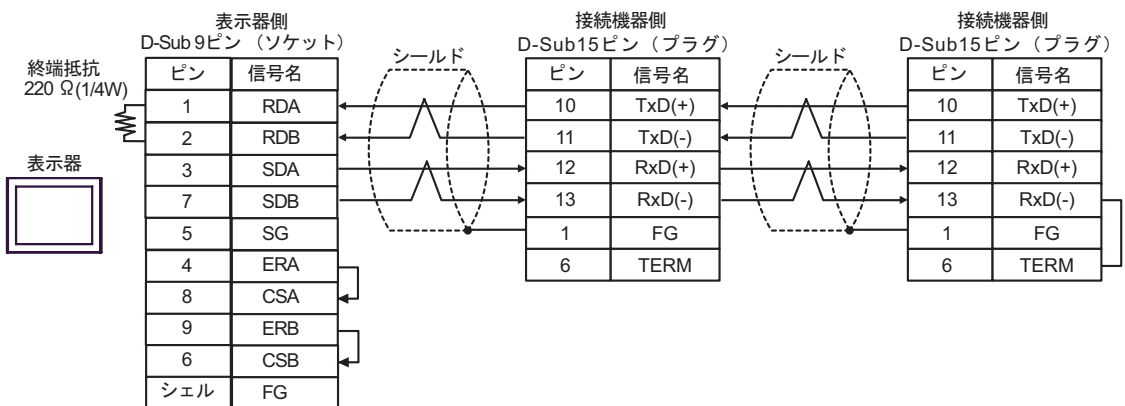 表示器側
D-Sub 9ピン （ソケット）
終端抵抗
220 Ω(1/4W)
表示器
ピン 信号名
1 RDA
2 RDB
3 SDA
7 SDB
5 SG
4 ERA
8 CSA
9 ERB
6 CSB
シェル FG
シールド
接続機器側
D-Sub15ピン（プラグ）
ピン 信号名
10 TxD(+)
11 TxD(-)
12 RxD(+)
13 RxD(-)
1 FG
6 TERM
シールド
接続機器側
D-Sub15ピン（プラグ）
ピン 信号名
10 TxD(+)
11 TxD(-)
12 RxD(+)
13 RxD(-)
1 FG
6 TERM